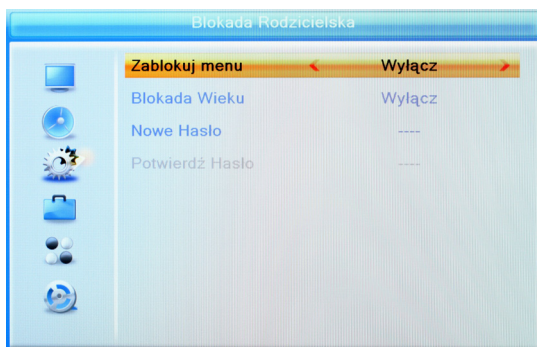 Blokada Rodzicielska
Zablokuj menu Wyłącz
Blokada Wieku Wyłącz
Nowe Hasło ----
Potwierdź Hasło ----